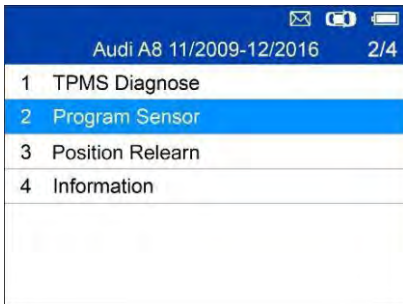 Audi A8 11/2009-12/2016 2/4
1 TPMS Diagnose
2 Program Sensor
3 Position Relearn
4 Information